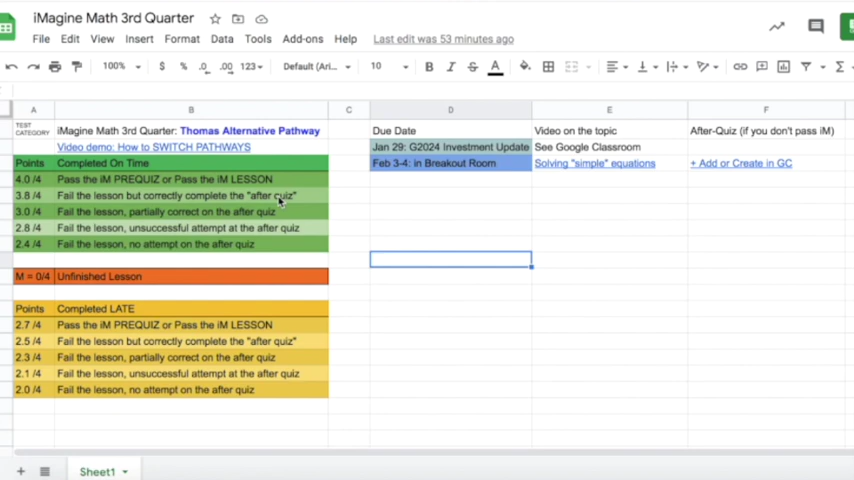 iMagine Math 3rd Quarter
File Edit View Insert Format Data Tools Add-ons Help Last edit was 53 minutes ago
100% $ % .0 .00 123 Default (Ari... 10 B I S A
A B C D E F
TEST CATEGORY iMagine Math 3rd Quarter: Thomas Alternative Pathway Due Date Video on the topic After-Quiz (if you don't pass iM)
Video demo: How to SWITCH PATHWAYS Jan 29: G2024 Investment Update See Google Classroom
Points Completed On Time Feb 3-4: in Breakout Room Solving "simple" equations + Add or Create in GC
4.0 /4 Pass the iM PREQUIZ or Pass the iM LESSON
3.8 /4 Fail the lesson but correctly complete the "after quiz"
3.0 /4 Fail the lesson, partially correct on the after quiz
2.8 /4 Fail the lesson, unsuccessful attempt at the after quiz
2.4 /4 Fail the lesson, no attempt on the after quiz
M = 0/4 Unfinished Lesson
Points Completed LATE
2.7 /4 Pass the iM PREQUIZ or Pass the iM LESSON
2.5 /4 Fail the lesson but correctly complete the "after quiz"
2.3 /4 Fail the lesson, partially correct on the after quiz
2.1 /4 Fail the lesson, unsuccessful attempt at the after quiz
2.0 /4 Fail the lesson, no attempt on the after quiz
Sheet1